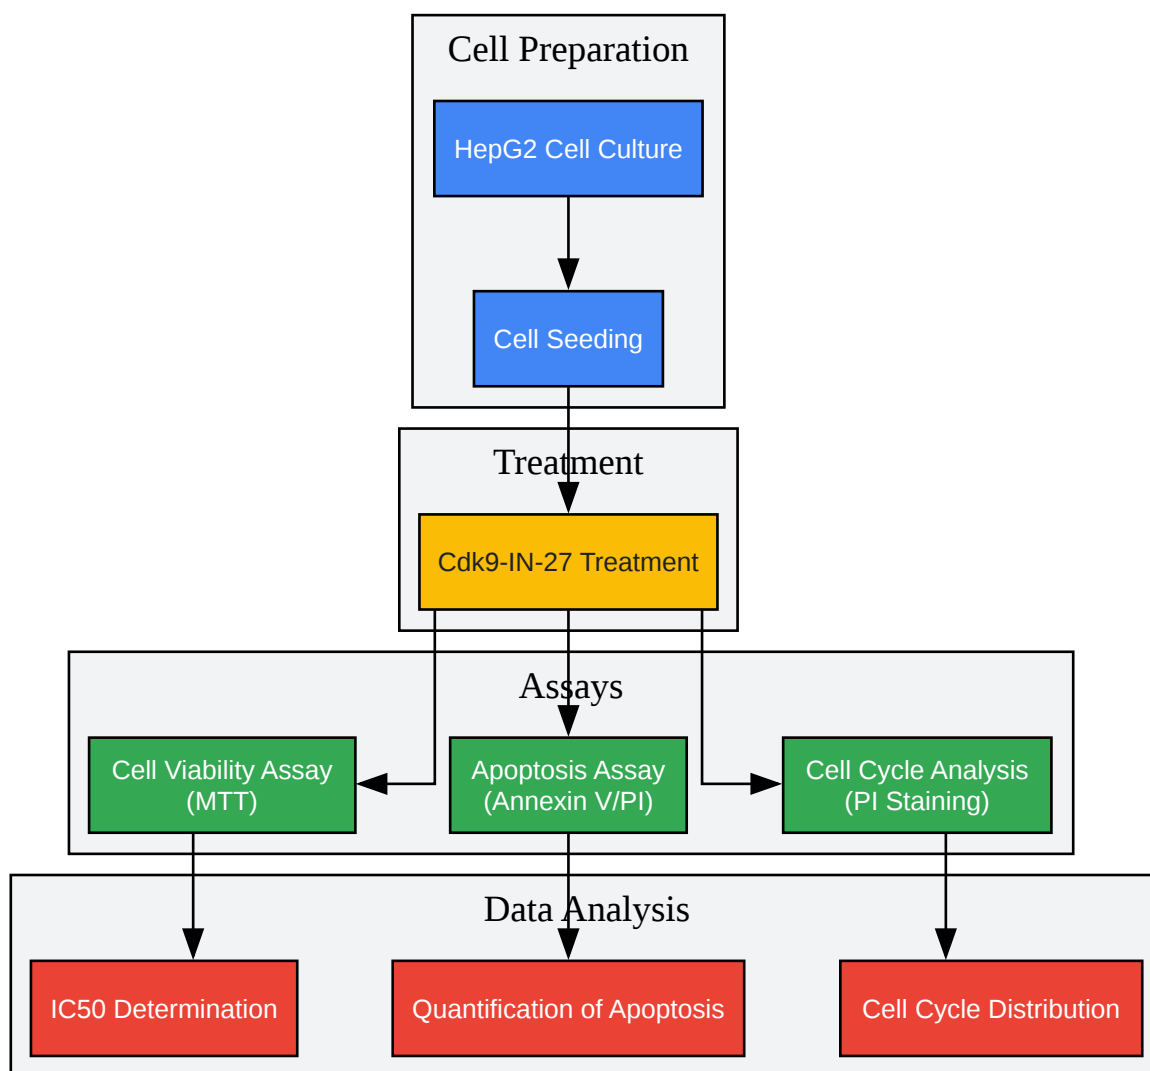 Cell Preparation
HepG2 Cell Culture
Cell Seeding
Treatment
Cdk9-IN-27 Treatment
Assays
Cell Viability Assay
(MTT)
Apoptosis Assay
(Annexin V/PI)
Cell Cycle Analysis
(PI Staining)
Data Analysis
IC50 Determination
Quantification of Apoptosis
Cell Cycle Distribution